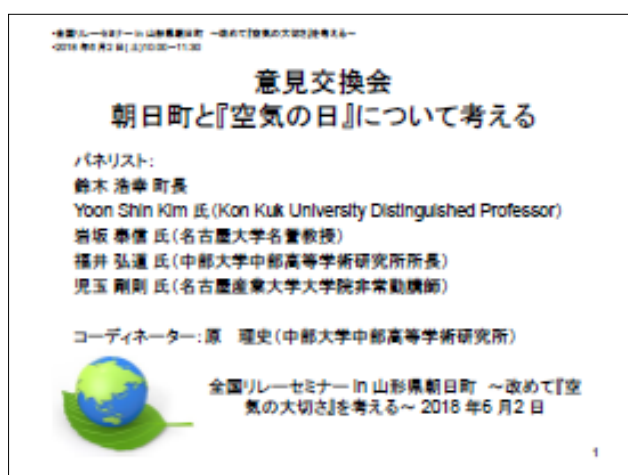 ・全国リレーセミナー in 山形県朝日町 ～改めて『空気の大切さ』を考える～
・2018 年6月2日(土)10:00－11:30
意見交換会
朝日町と『空気の日』について考える
パネリスト:
鈴木 浩幸 町長
Yoon Shin Kim 氏(Kon Kuk University Distinguished Professor)
岩坂 泰信 氏(名古屋大学名誉教授)
福井 弘道 氏(中部大学中部高等学術研究所所長)
児玉 剛則 氏(名古屋産業大学大学院非常勤講師)
コーディネーター:原 理史(中部大学中部高等学術研究所)
全国リレーセミナー in 山形県朝日町 ～改めて『空
気の大切さ』を考える～ 2018 年6月2日
1